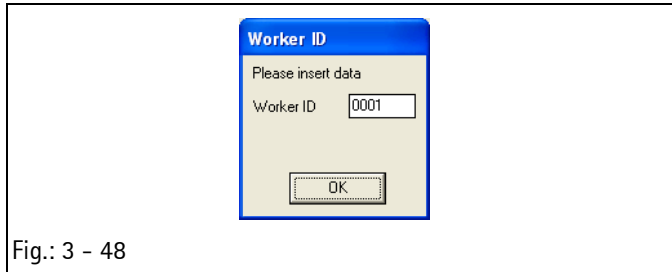 Worker ID
Please insert data
Worker ID 0001
OK
Fig.: 3 - 48